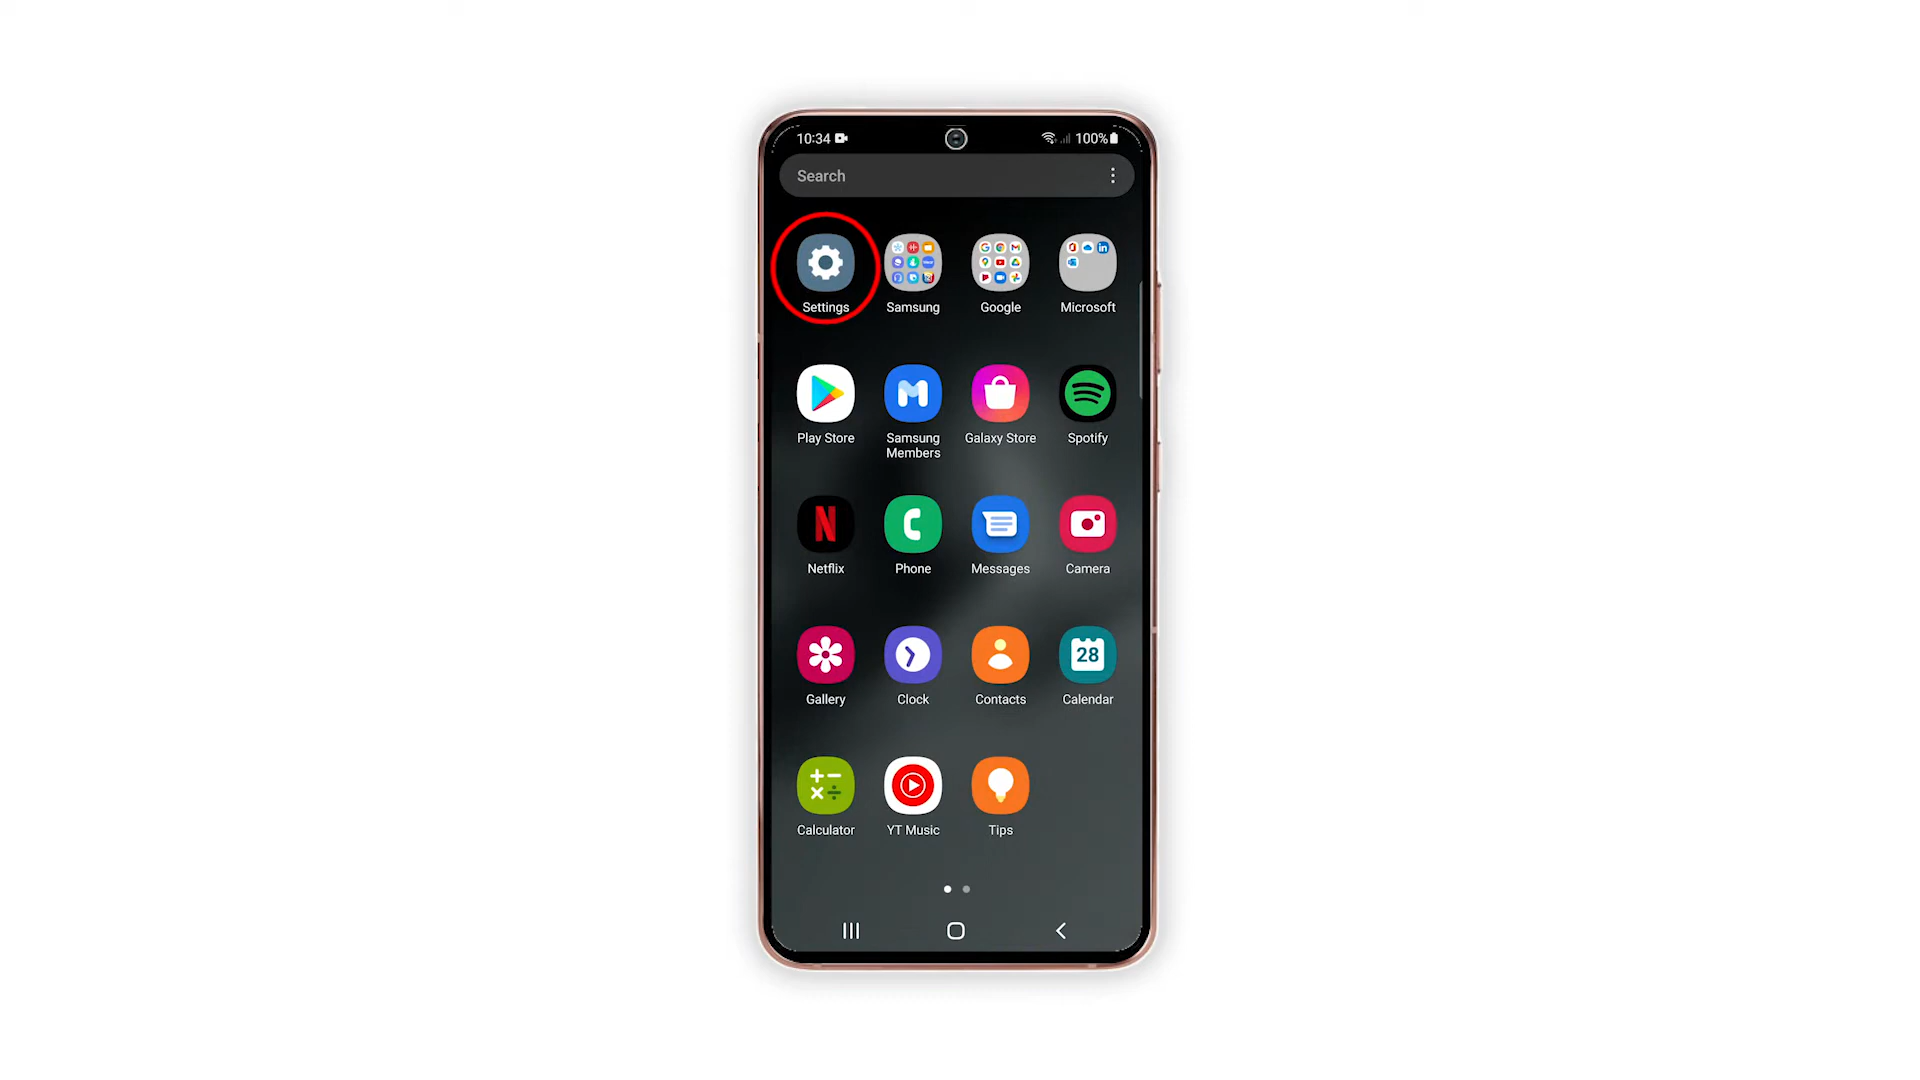 10:34
100%
Search
Settings
Samsung
Google
Microsoft
Play Store
Samsung
Members
Galaxy Store
Spotify
Netflix
Phone
Messages
Camera
Gallery
Clock
Contacts
28
Calendar
Calculator
YT Music
Tips